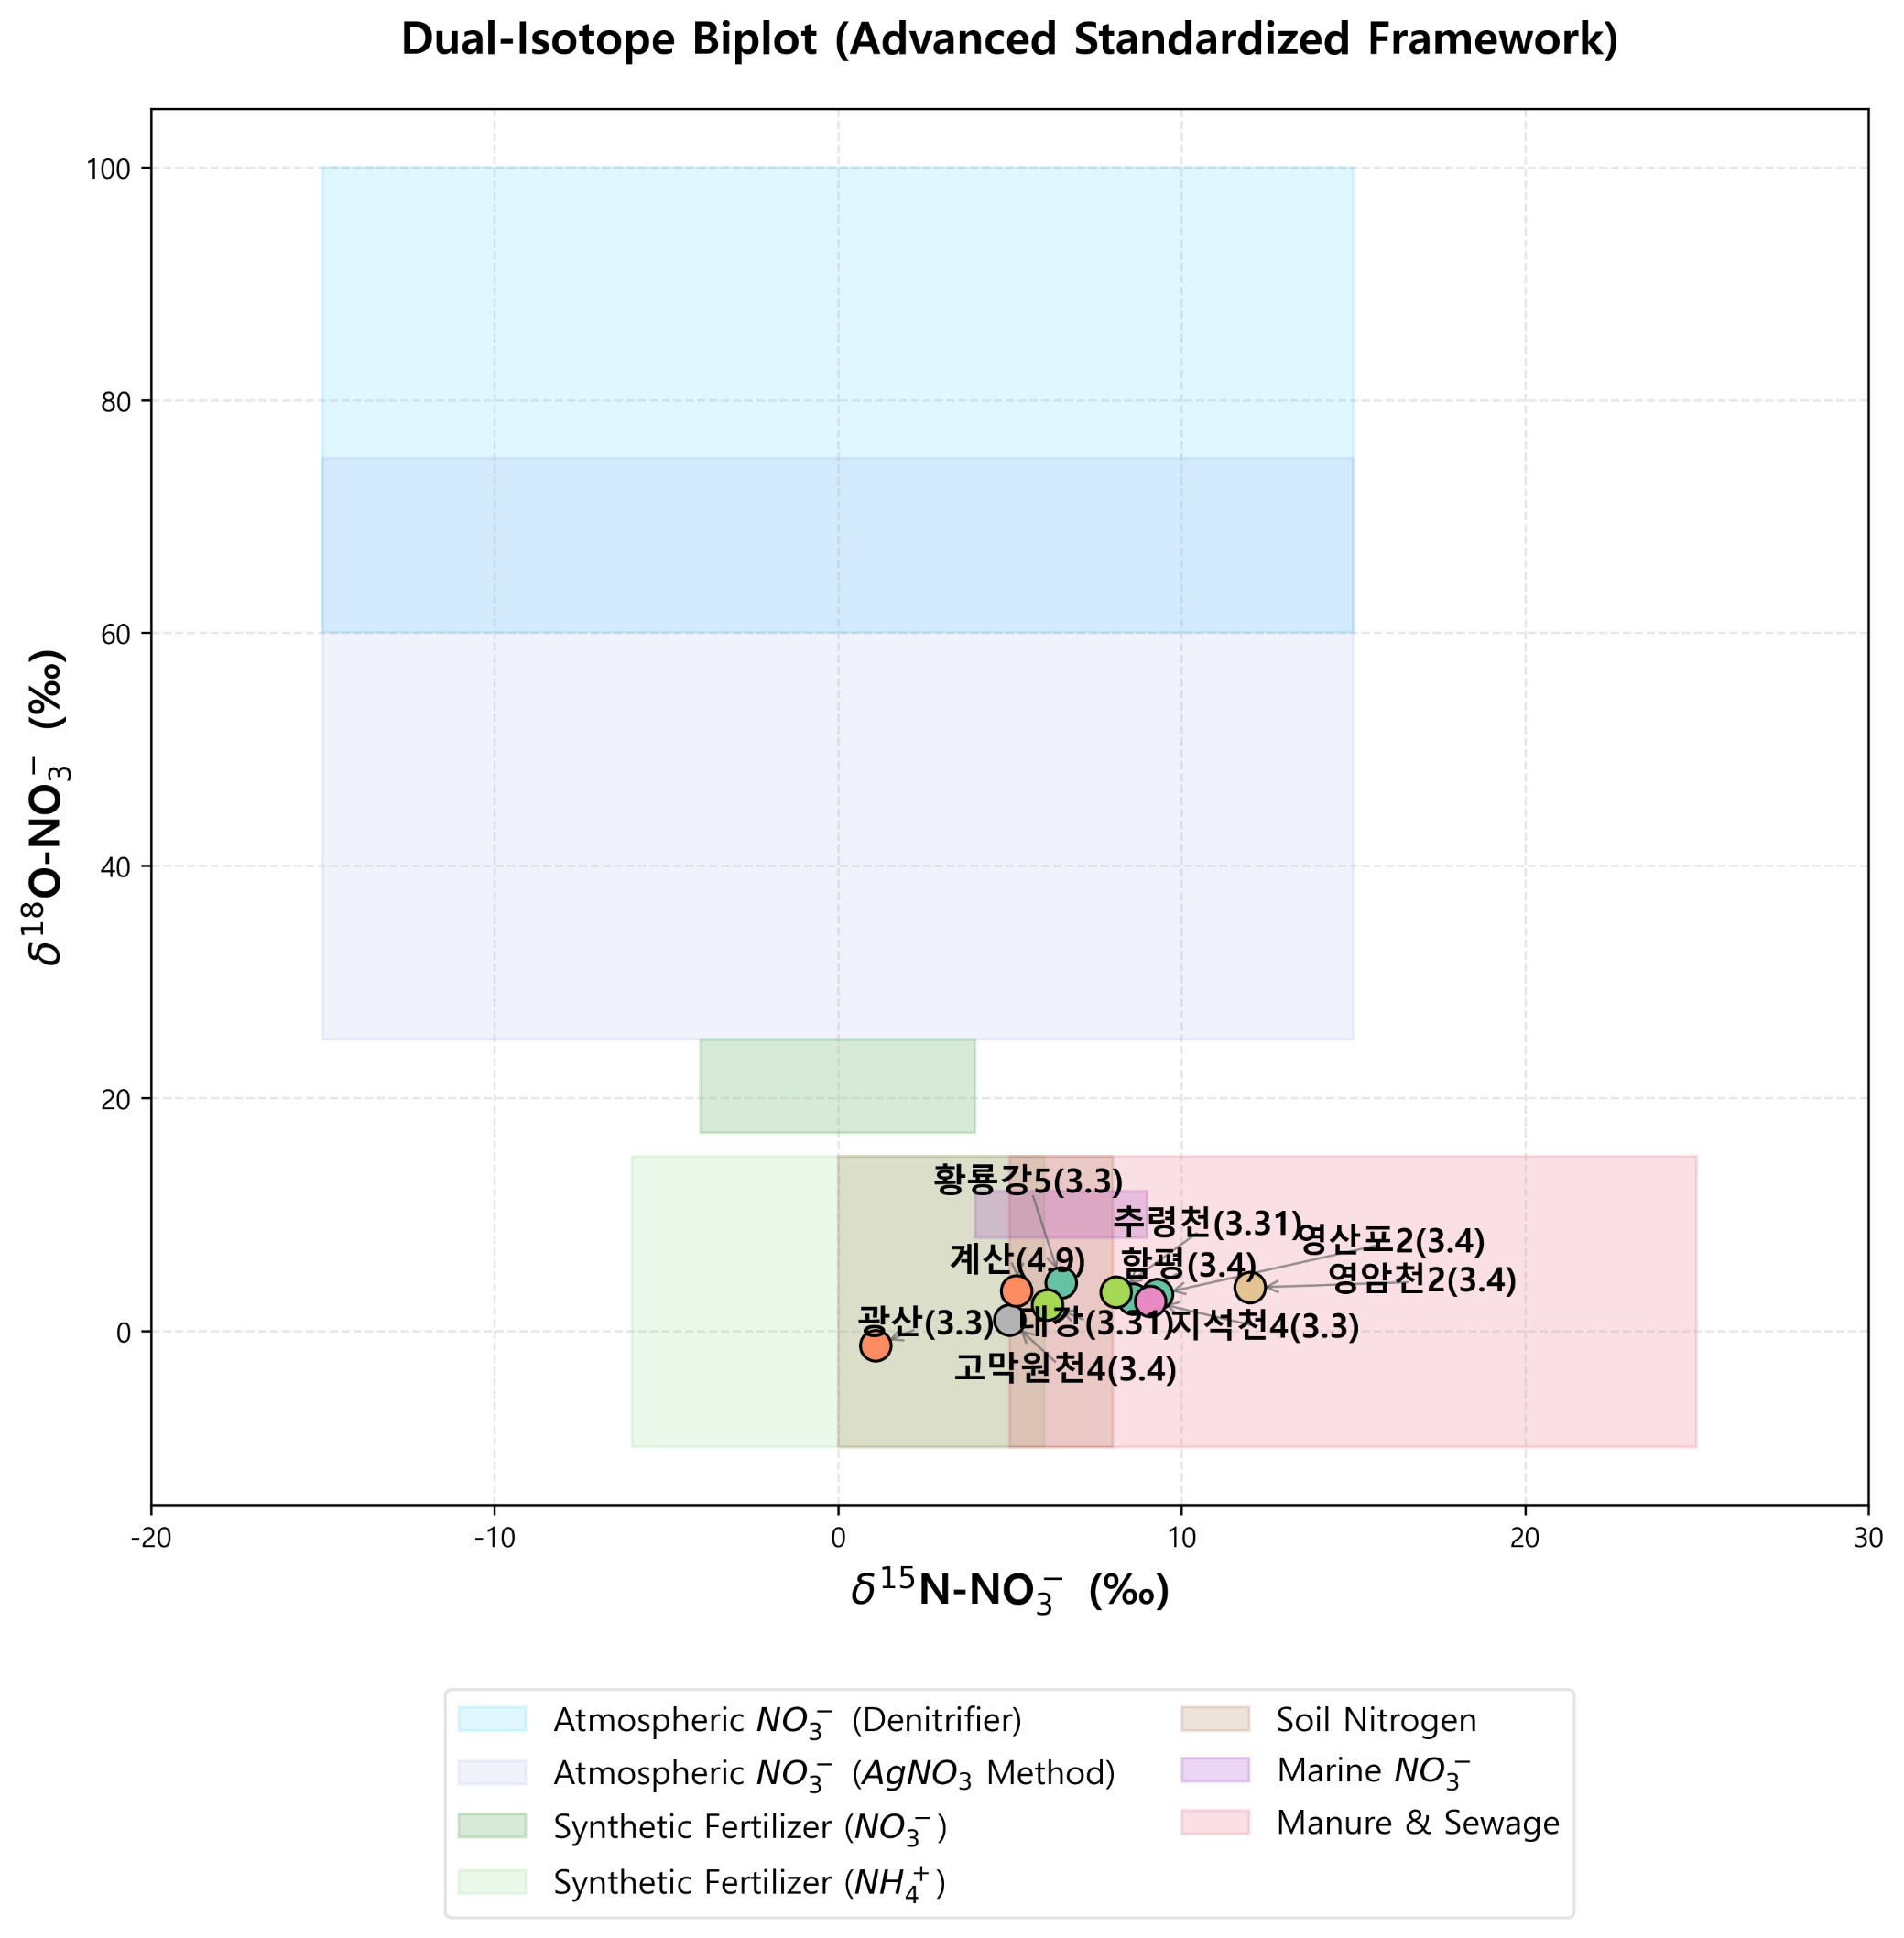 Dual-Isotope Biplot (Advanced Standardized Framework)
100
80
60
40
20
0
δ¹⁸O-NO₃⁻ (‰)
황룡강5(3.3)
추령천(3.31)
영산포2(3.4)
계산(4.9)
함평(3.4)
영암천2(3.4)
광산(3.3)
대강(3.31)
지석천4(3.3)
고막원천4(3.4)
-20
-10
0
10
20
30
δ¹⁵N-NO₃⁻ (‰)
Atmospheric NO₃⁻ (Denitrifier)
Atmospheric NO₃⁻ (AgNO₃ Method)
Synthetic Fertilizer (NO₃⁻)
Synthetic Fertilizer (NH₄⁺)
Soil Nitrogen
Marine NO₃⁻
Manure & Sewage